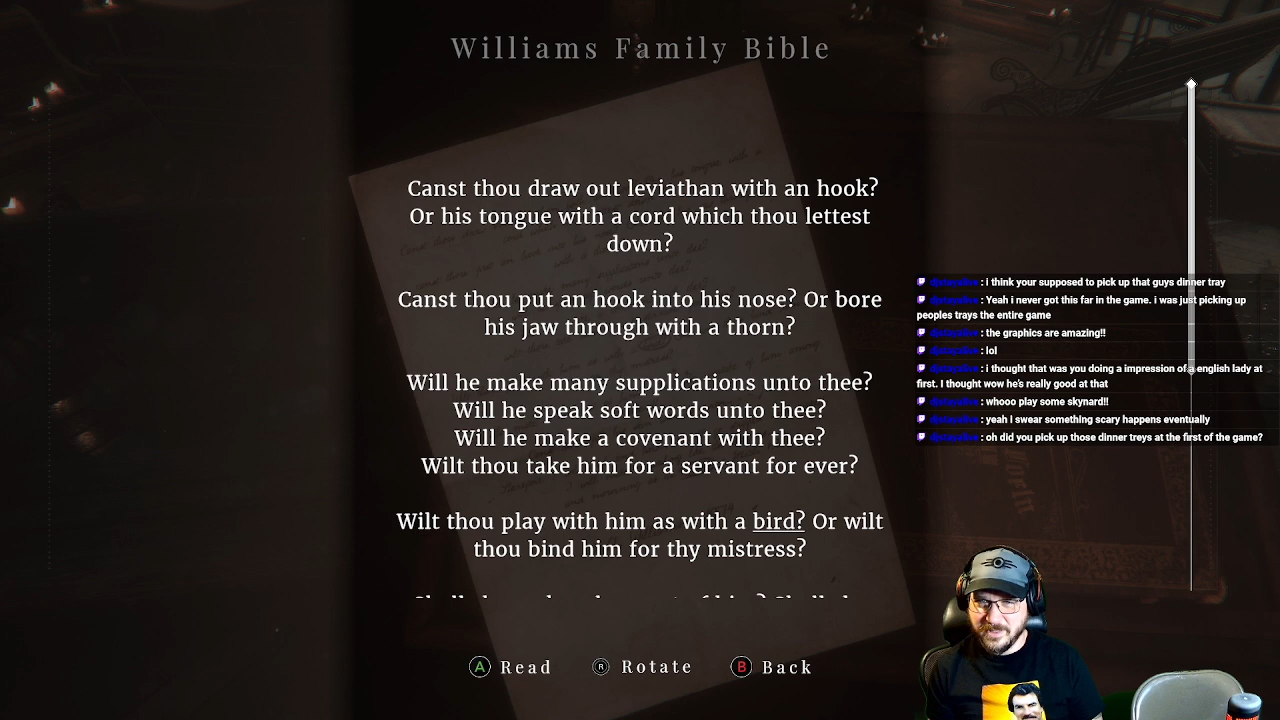 Williams Family Bible
Canst thou draw out leviathan with an hook?
Or his tongue with a cord which thou lettest
down?
Canst thou put an hook into his nose? Or bore
his jaw through with a thorn?
Will he make many supplications unto thee?
Will he speak soft words unto thee?
Will he make a covenant with thee?
Wilt thou take him for a servant for ever?
Wilt thou play with him as with a bird? Or wilt
thou bind him for thy mistress?
A Read R Rotate B Back
: i think your supposed to pick up that guys dinner tray
: Yeah i never got this far in the game. i was just picking up
peoples trays the entire game
: the graphics are amazing!!
: lol
: i thought that was you doing a impression of a english lady at
first. I thought wow he's really good at that
: whooo play some skynard!!
: yeah i swear something scary happens eventually
: oh did you pick up those dinner treys at the first of the game?